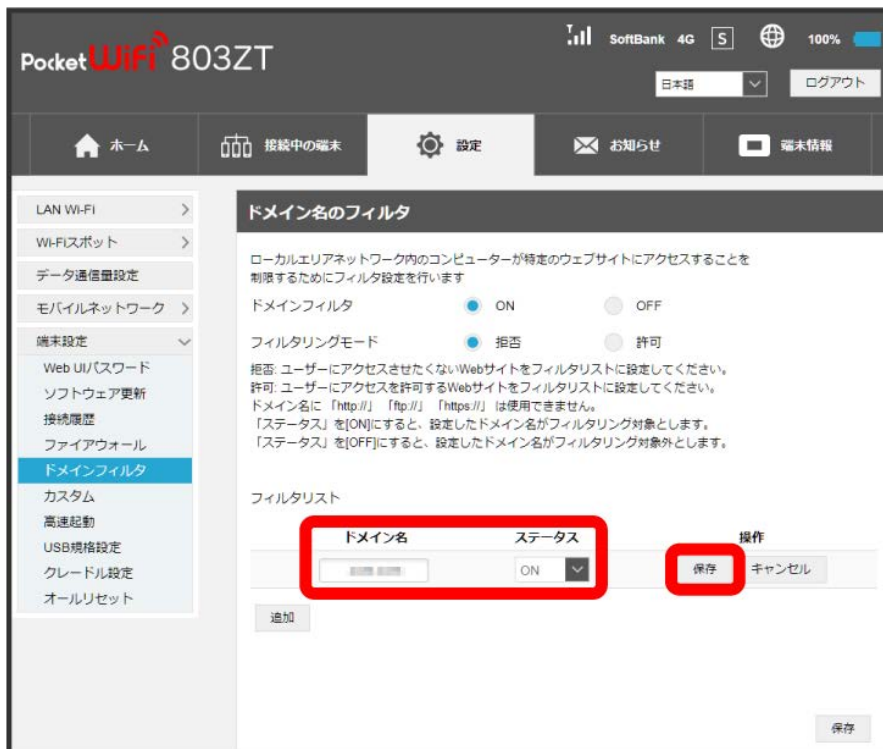 Pocket WiFi 803ZT
SoftBank 4G S 100%
日本語 ログアウト
ホーム 接続中の端末 設定 お知らせ 端末情報
LAN Wi-Fi
Wi-Fiスポット
データ通信量設定
モバイルネットワーク
端末設定
Web UIパスワード
ソフトウェア更新
接続履歴
ファイアウォール
ドメインフィルタ
カスタム
高速起動
USB規格設定
クレードル設定
オールリセット
ドメイン名のフィルタ
ローカルエリアネットワーク内のコンピューターが特定のウェブサイトにアクセスすることを
制限するためにフィルタ設定を行います
ドメインフィルタ ON OFF
フィルタリングモード 拒否 許可
拒否: ユーザーにアクセスさせたくないWebサイトをフィルタリストに設定してください。
許可: ユーザーにアクセスを許可するWebサイトをフィルタリストに設定してください。
ドメイン名に「http://」「ftp://」「https://」は使用できません。
「ステータス」を[ON]にすると、設定したドメイン名がフィルタリング対象とします。
「ステータス」を[OFF]にすると、設定したドメイン名がフィルタリング対象外とします。
フィルタリスト
ドメイン名 ステータス 操作
ON 保存 キャンセル
追加
保存